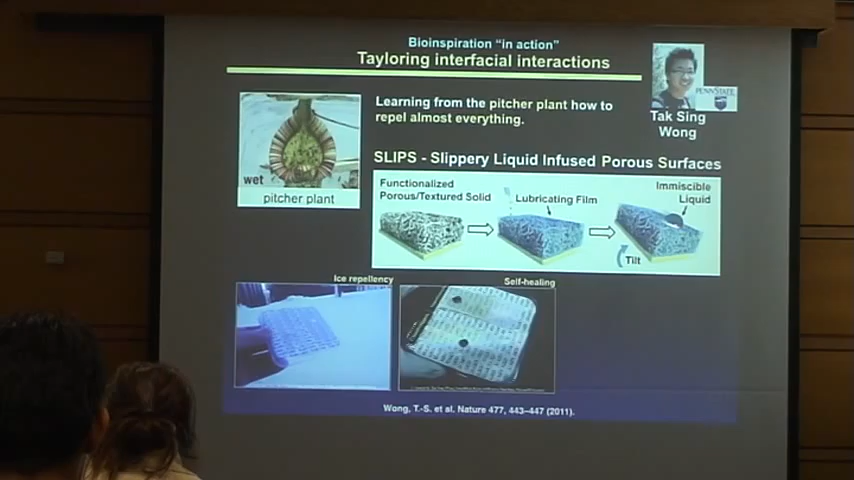 Bioinspiration "in action"
Tayloring interfacial interactions
PENNSTATE
Tak Sing
Wong
Learning from the pitcher plant how to
repel almost everything.
wet
pitcher plant
SLIPS - Slippery Liquid Infused Porous Surfaces
Functionalized
Porous/Textured Solid
Lubricating Film
Immiscible
Liquid
Tilt
Ice repellency
Self-healing
Wong, T.-S. et al. Nature 477, 443–447 (2011).